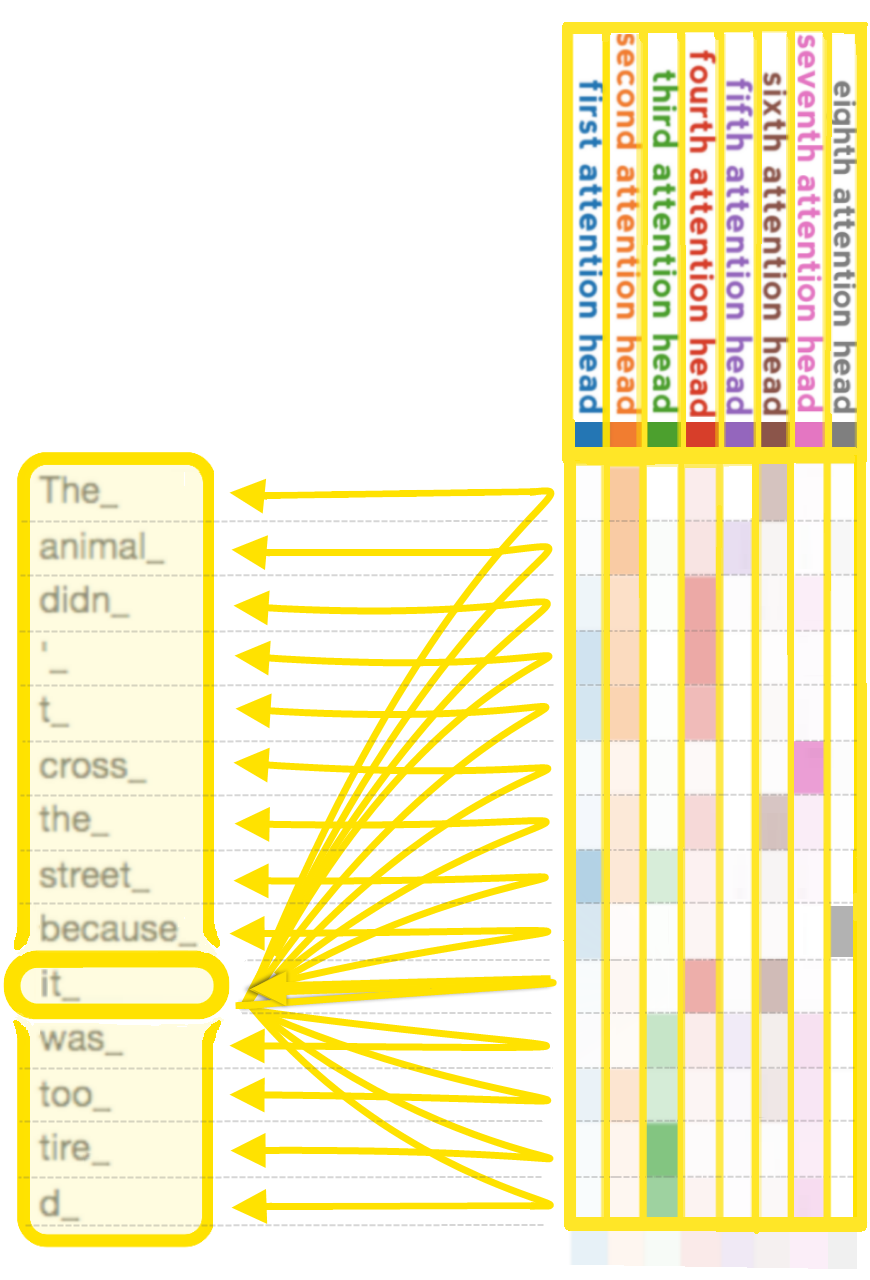 first attention head
second attention head
third attention head
fourth attention head
fifth attention head
sixth attention head
seventh attention head
eighth attention head
The_
animal_
didn_
'_
t_
cross_
the_
street_
because_
it_
was_
too_
tire_
d_